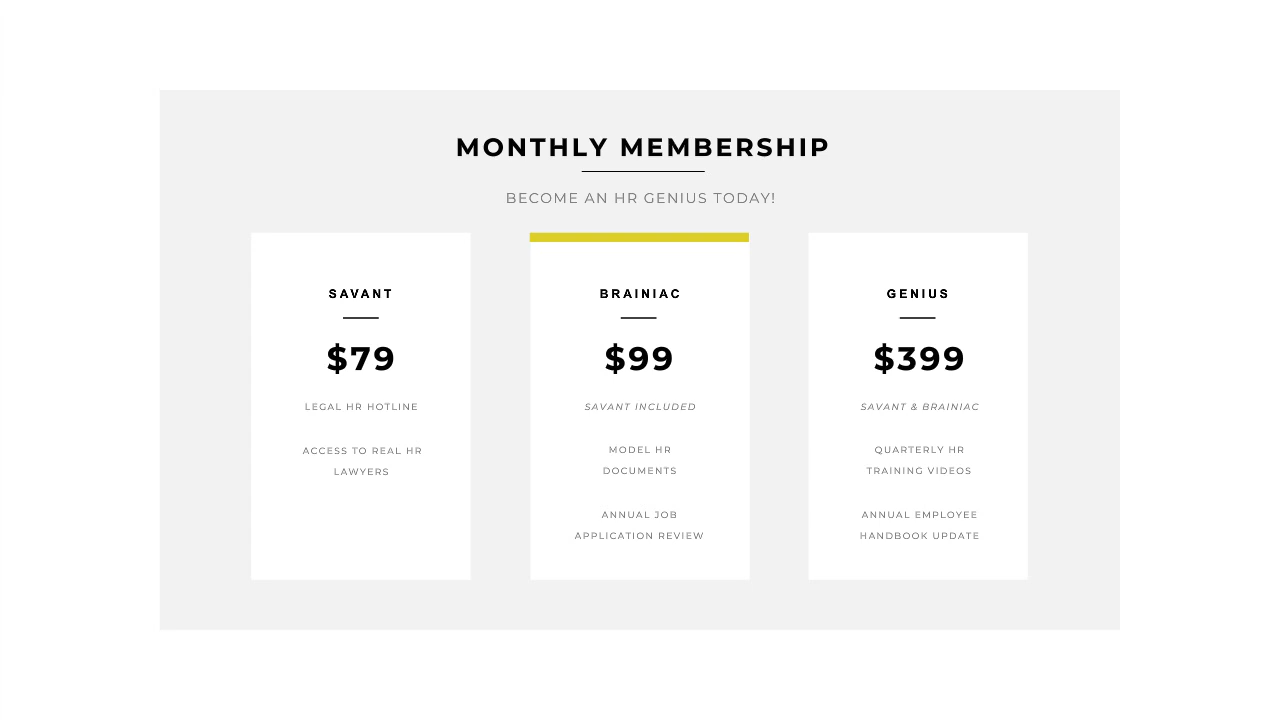 MONTHLY MEMBERSHIP
BECOME AN HR GENIUS TODAY!
SAVANT
$79
LEGAL HR HOTLINE
ACCESS TO REAL HR
LAWYERS
BRAINIAC
$99
SAVANT INCLUDED
MODEL HR
DOCUMENTS
ANNUAL JOB
APPLICATION REVIEW
GENIUS
$399
SAVANT & BRAINIAC
QUARTERLY HR
TRAINING VIDEOS
ANNUAL EMPLOYEE
HANDBOOK UPDATE